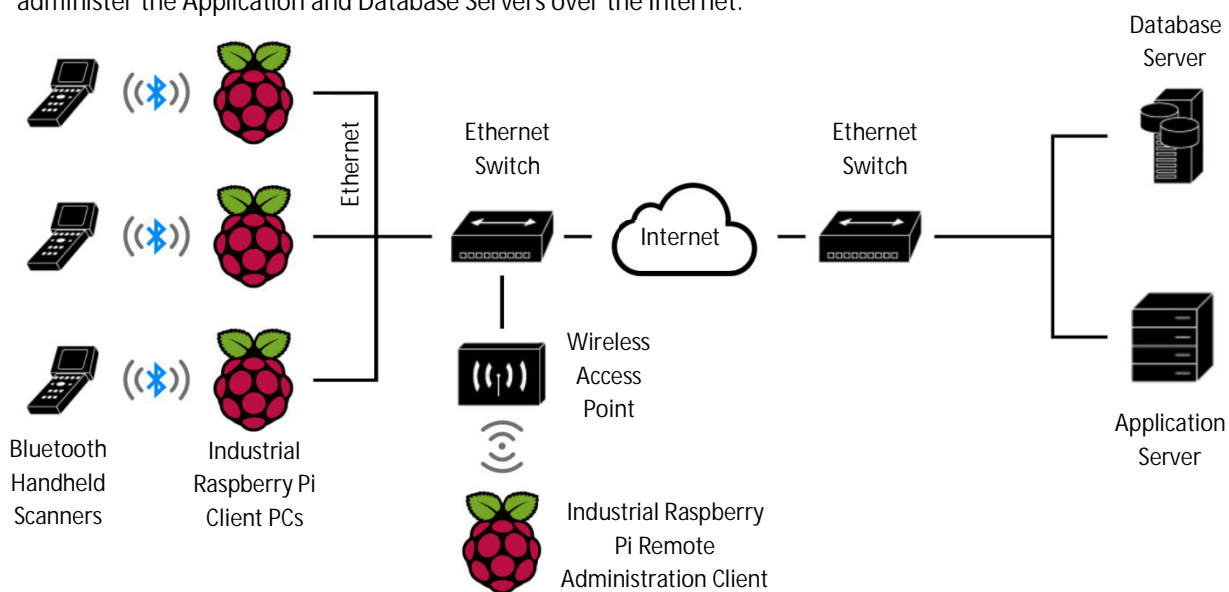 administer the Application and Database Servers over the Internet.
Database
Server
Ethernet
Ethernet
Switch
Ethernet
Switch
Internet
Wireless
Access
Point
Bluetooth
Handheld
Scanners
Industrial
Raspberry Pi
Client PCs
Application
Server
Industrial Raspberry
Pi Remote
Administration Client